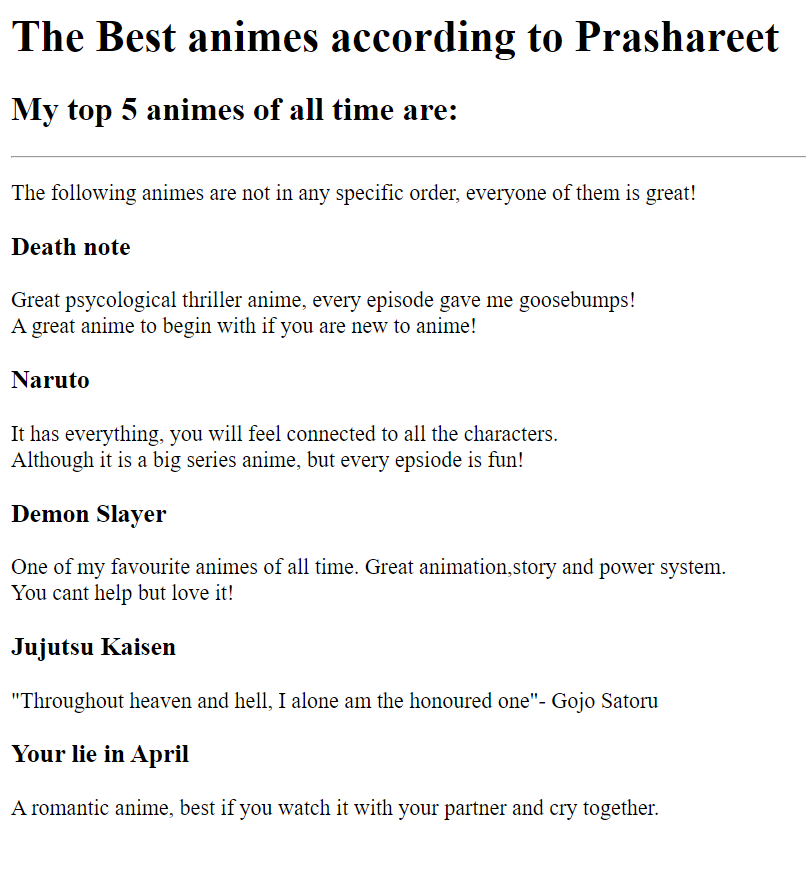 The Best animes according to Prashareet
My top 5 animes of all time are:
The following animes are not in any specific order, everyone of them is great!
Death note
Great psycological thriller anime, every episode gave me goosebumps!
A great anime to begin with if you are new to anime!
Naruto
It has everything, you will feel connected to all the characters.
Although it is a big series anime, but every epsiode is fun!
Demon Slayer
One of my favourite animes of all time. Great animation,story and power system.
You cant help but love it!
Jujutsu Kaisen
"Throughout heaven and hell, I alone am the honoured one"- Gojo Satoru
Your lie in April
A romantic anime, best if you watch it with your partner and cry together.